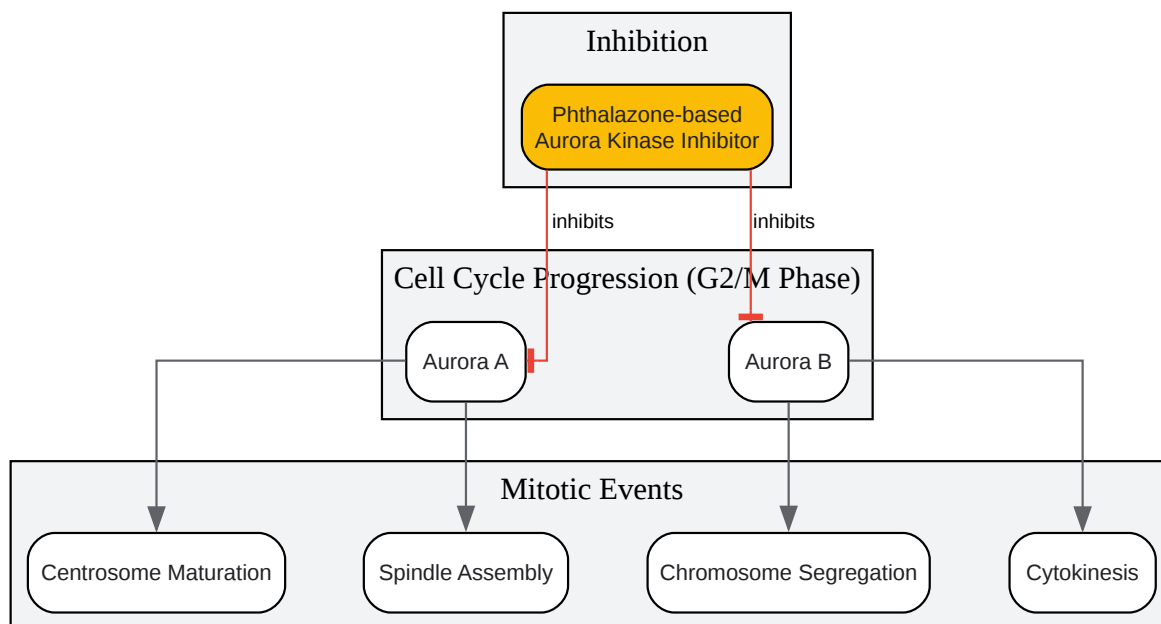 Inhibition
Phthalazone-based
Aurora Kinase Inhibitor
inhibits
inhibits
Cell Cycle Progression (G2/M Phase)
Aurora A
Aurora B
Mitotic Events
Centrosome Maturation
Spindle Assembly
Chromosome Segregation
Cytokinesis